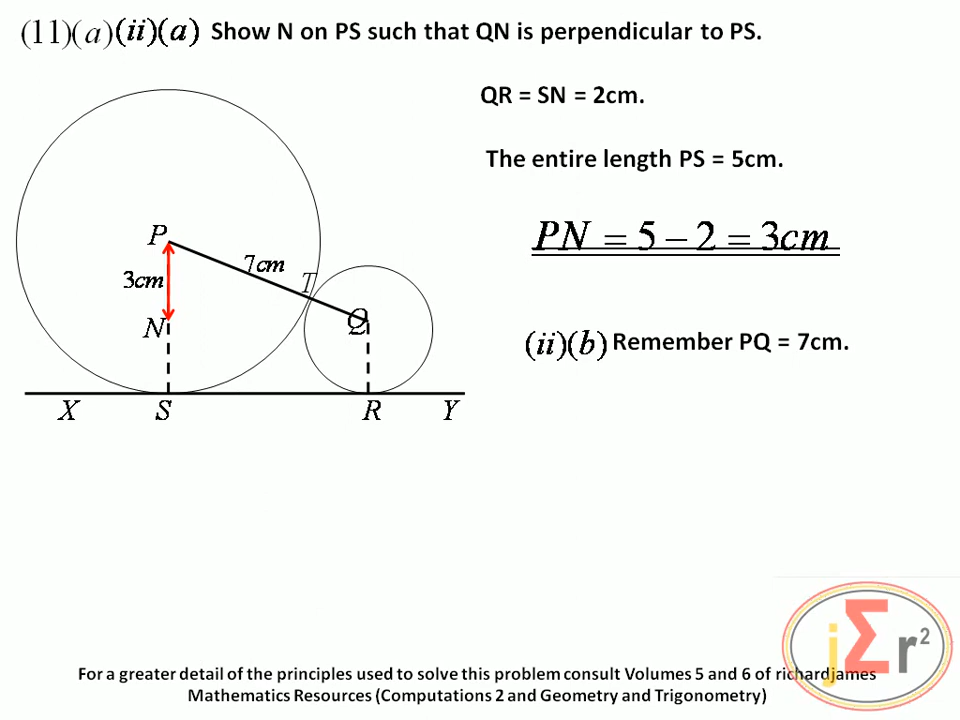 (11)(a)(ii)(a) Show N on PS such that QN is perpendicular to PS.
QR = SN = 2cm.
The entire length PS = 5cm.
PN = 5 – 2 = 3cm
P
7cm
T
3cm
N
Q
(ii)(b) Remember PQ = 7cm.
X S R Y
jΣr²
For a greater detail of the principles used to solve this problem consult Volumes 5 and 6 of richardjames
Mathematics Resources (Computations 2 and Geometry and Trigonometry)